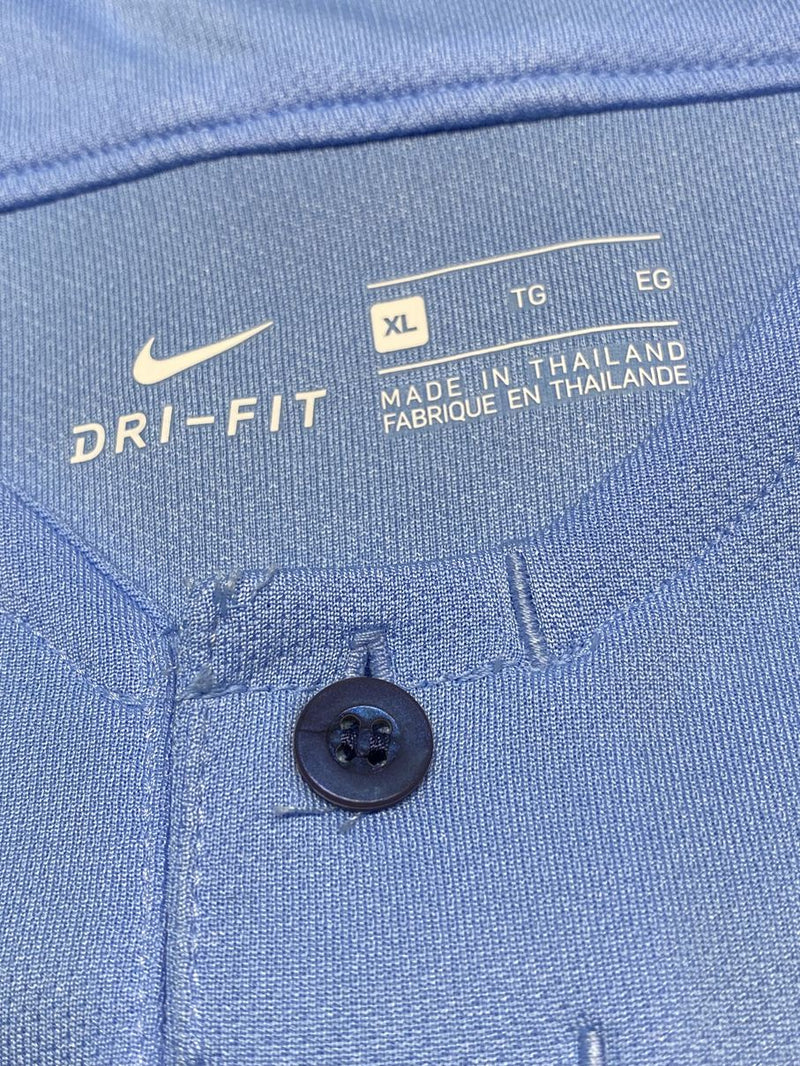 DRI-FIT
XL TG EG
MADE IN THAILAND
FABRIQUE EN THAILANDE